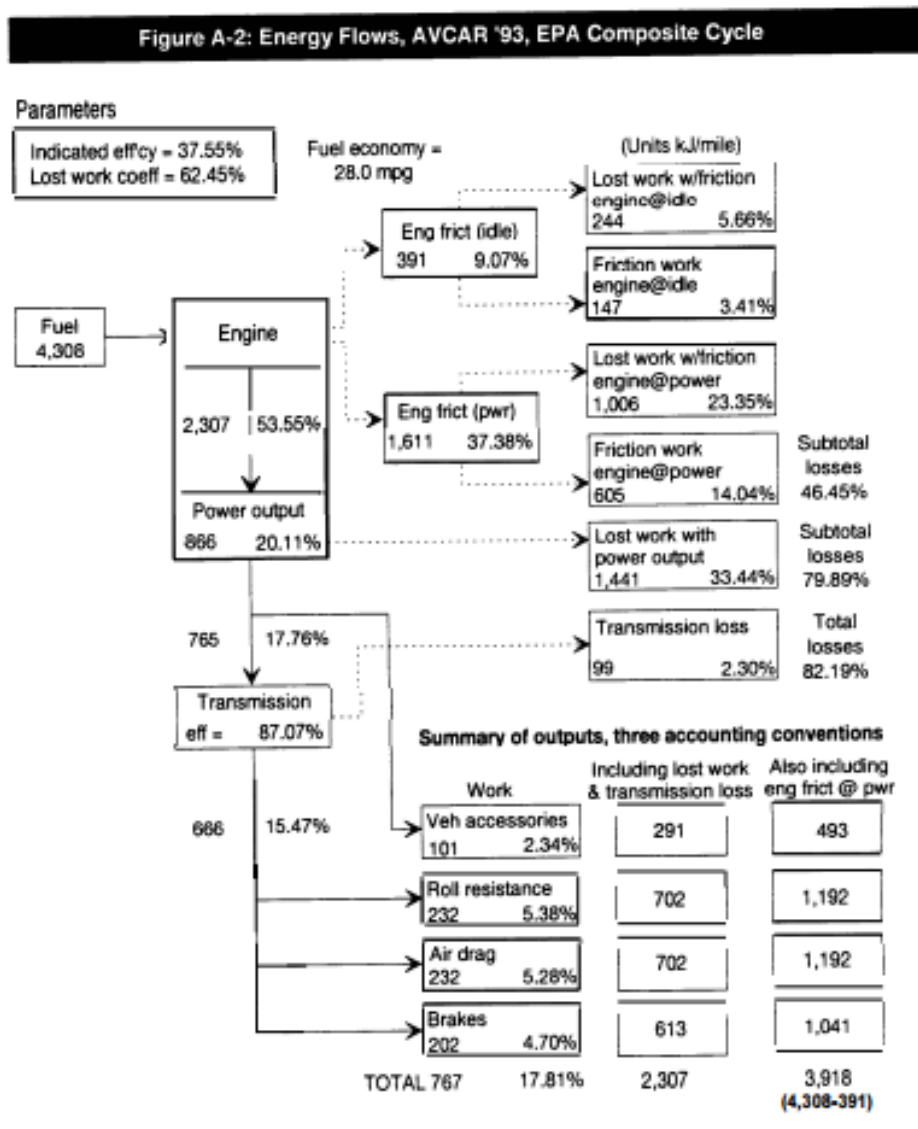 Figure A-2: Energy Flows, AVCAR '93, EPA Composite Cycle
Parameters
Indicated eff'cy = 37.55%
Lost work coeff = 62.45%
Fuel economy =
28.0 mpg
(Units kJ/mile)
Lost work w/friction
engine@idle
244 5.66%
Eng frict (idle)
391 9.07%
Friction work
engine@idle
147 3.41%
Fuel
4,308
Engine
2,307 53.55%
Power output
866 20.11%
Lost work w/friction
engine@power
1,006 23.35%
Eng frict (pwr)
1,611 37.38%
Friction work
engine@power
605 14.04%
Subtotal
losses
46.45%
Lost work with
power output
1,441 33.44%
Subtotal
losses
79.89%
765 17.76%
Transmission loss
99 2.30%
Total
losses
82.19%
Transmission
eff = 87.07%
Summary of outputs, three accounting conventions
Work
Including lost work
& transmission loss
Also including
eng frict @ pwr
666 15.47%
Veh accessories
101 2.34%
291
493
Roll resistance
232 5.38%
702
1,192
Air drag
232 5.28%
702
1,192
Brakes
202 4.70%
613
1,041
TOTAL 767 17.81% 2,307 3,918
(4,308-391)